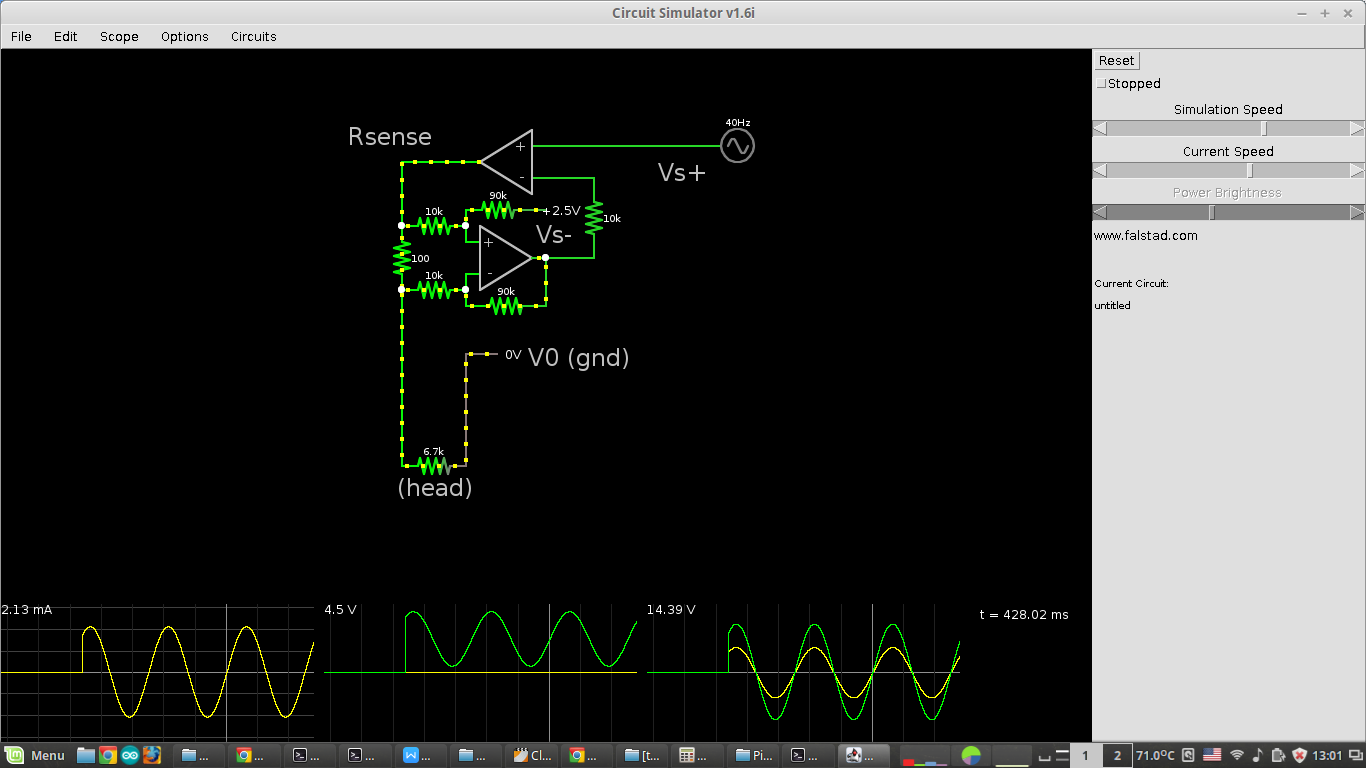 Circuit Simulator v1.6i
File Edit Scope Options Circuits
Reset
Stopped
Simulation Speed
Current Speed
Power Brightness
www.falstad.com
Current Circuit:
untitled
40Hz
Rsense
+
-
Vs+
90k
+2.5V
10k
10k
Vs-
+
100
10k
-
90k
0V V0 (gnd)
6.7k
(head)
2.13 mA
4.5 V
14.39 V
t = 428.02 ms
Menu ... ... ... ... ... ... Cl... ... [t... ... Pi... ... ... 1 2 71.0°C 13:01